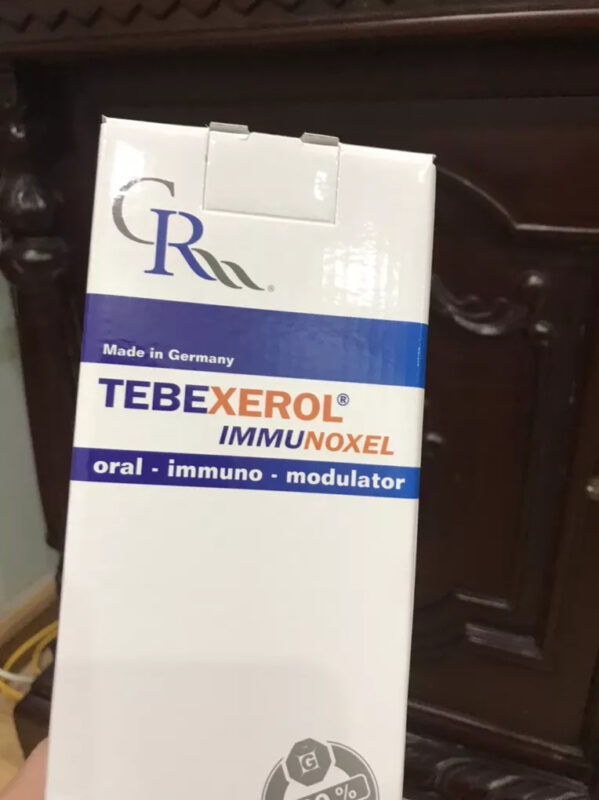 CR
®
Made in Germany
TEBEXEROL®
IMMUNOXEL
oral - immuno - modulator
G
%